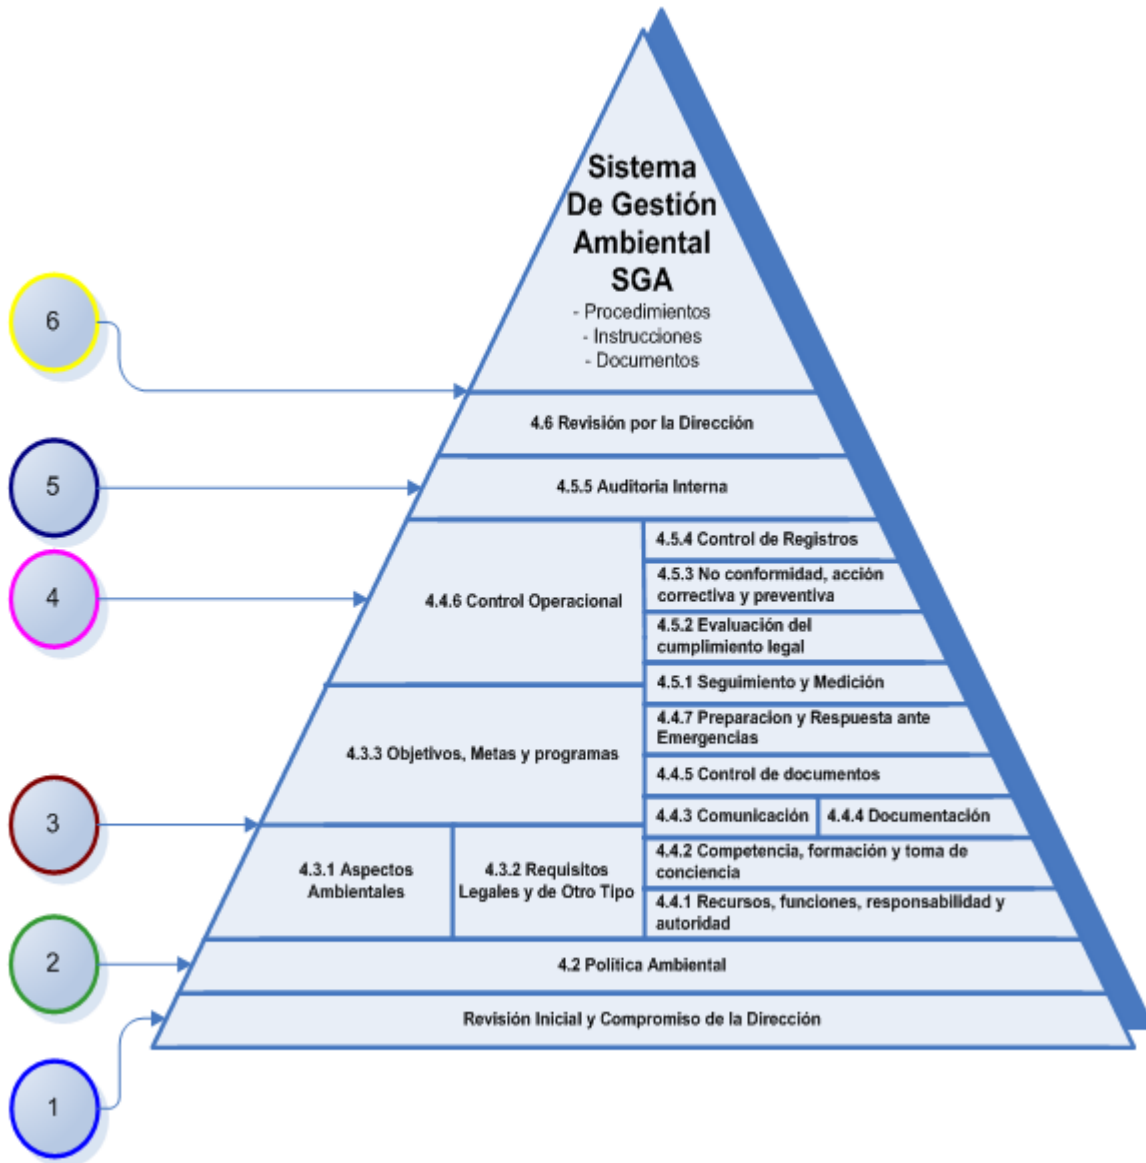 Sistema
De Gestión
Ambiental
SGA
- Procedimientos
- Instrucciones
- Documentos
6
4.6 Revisión por la Dirección
5
4.5.5 Auditoria Interna
4
4.4.6 Control Operacional
4.5.4 Control de Registros
4.5.3 No conformidad, acción
correctiva y preventiva
4.5.2 Evaluación del
cumplimiento legal
4.5.1 Seguimiento y Medición
4.3.3 Objetivos, Metas y programas
4.4.7 Preparacion y Respuesta ante
Emergencias
4.4.5 Control de documentos
4.4.3 Comunicación
4.4.4 Documentación
3
4.3.1 Aspectos
Ambientales
4.3.2 Requisitos
Legales y de Otro Tipo
4.4.2 Competencia, formación y toma de
conciencia
4.4.1 Recursos, funciones, responsabilidad y
autoridad
2
4.2 Política Ambiental
Revisión Inicial y Compromiso de la Dirección
1